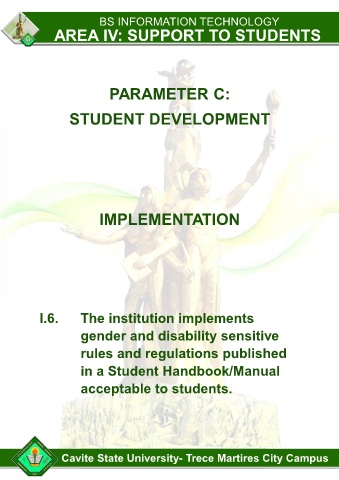 BS INFORMATION TECHNOLOGY
AREA IV: SUPPORT TO STUDENTS
PARAMETER C:
STUDENT DEVELOPMENT
IMPLEMENTATION
I.6. The institution implements
gender and disability sensitive
rules and regulations published
in a Student Handbook/Manual
acceptable to students.
Cavite State University- Trece Martires City Campus